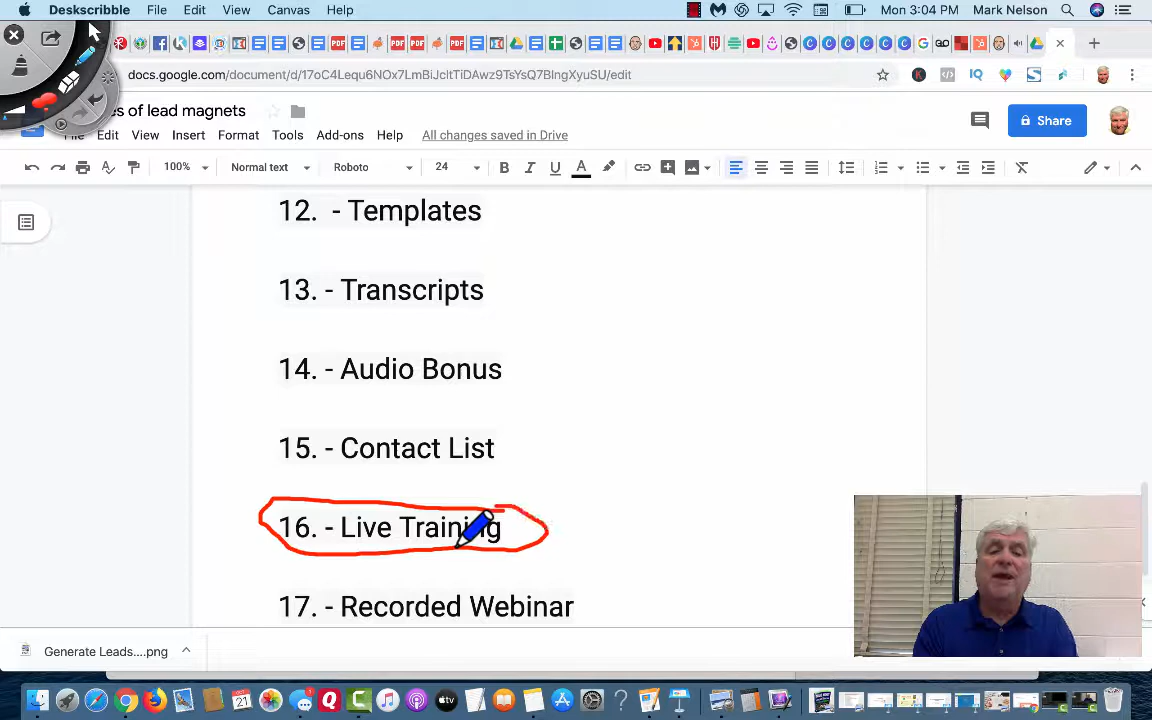 Deskscribble File Edit View Canvas Help Mon 3:04 PM Mark Nelson
docs.google.com/document/d/17oC4Lequ6NOx7LmBiJcltTiDAwz9TsYsQ7BlngXyuSU/edit
es of lead magnets
Edit View Insert Format Tools Add-ons Help All changes saved in Drive Share
100% Normal text Roboto 24
12. - Templates
13. - Transcripts
14. - Audio Bonus
15. - Contact List
16. - Live Training
17. - Recorded Webinar
Generate Leads....png